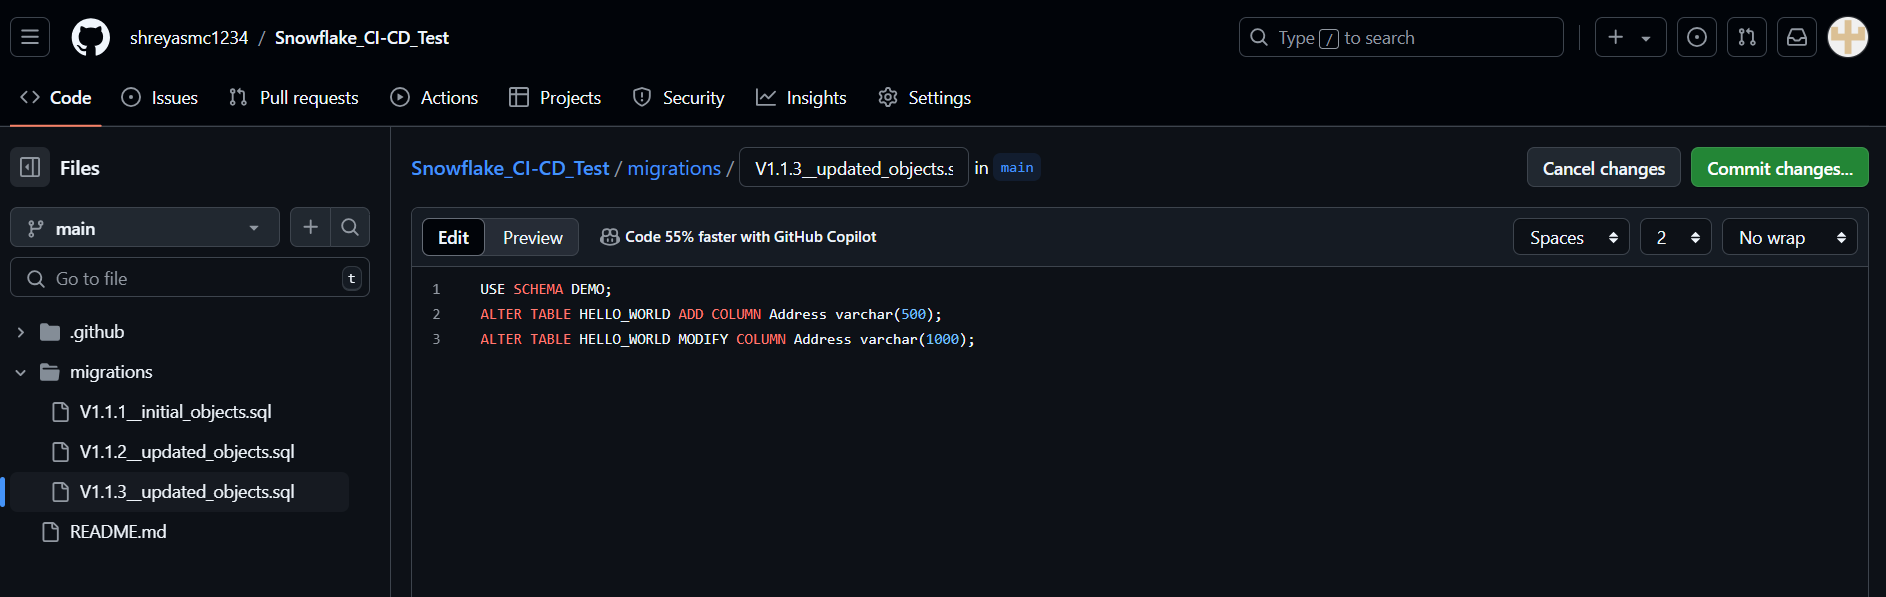 shreyasmc1234 / Snowflake_CI-CD_Test
Type / to search
Code Issues Pull requests Actions Projects Security Insights Settings
Files
Snowflake_CI-CD_Test / migrations / V1.1.3__updated_objects.s in main
Cancel changes Commit changes...
main
Edit Preview Code 55% faster with GitHub Copilot
Spaces 2 No wrap
Go to file t
1 USE SCHEMA DEMO;
2 ALTER TABLE HELLO_WORLD ADD COLUMN Address varchar(500);
3 ALTER TABLE HELLO_WORLD MODIFY COLUMN Address varchar(1000);
.github
migrations
V1.1.1__initial_objects.sql
V1.1.2__updated_objects.sql
V1.1.3__updated_objects.sql
README.md